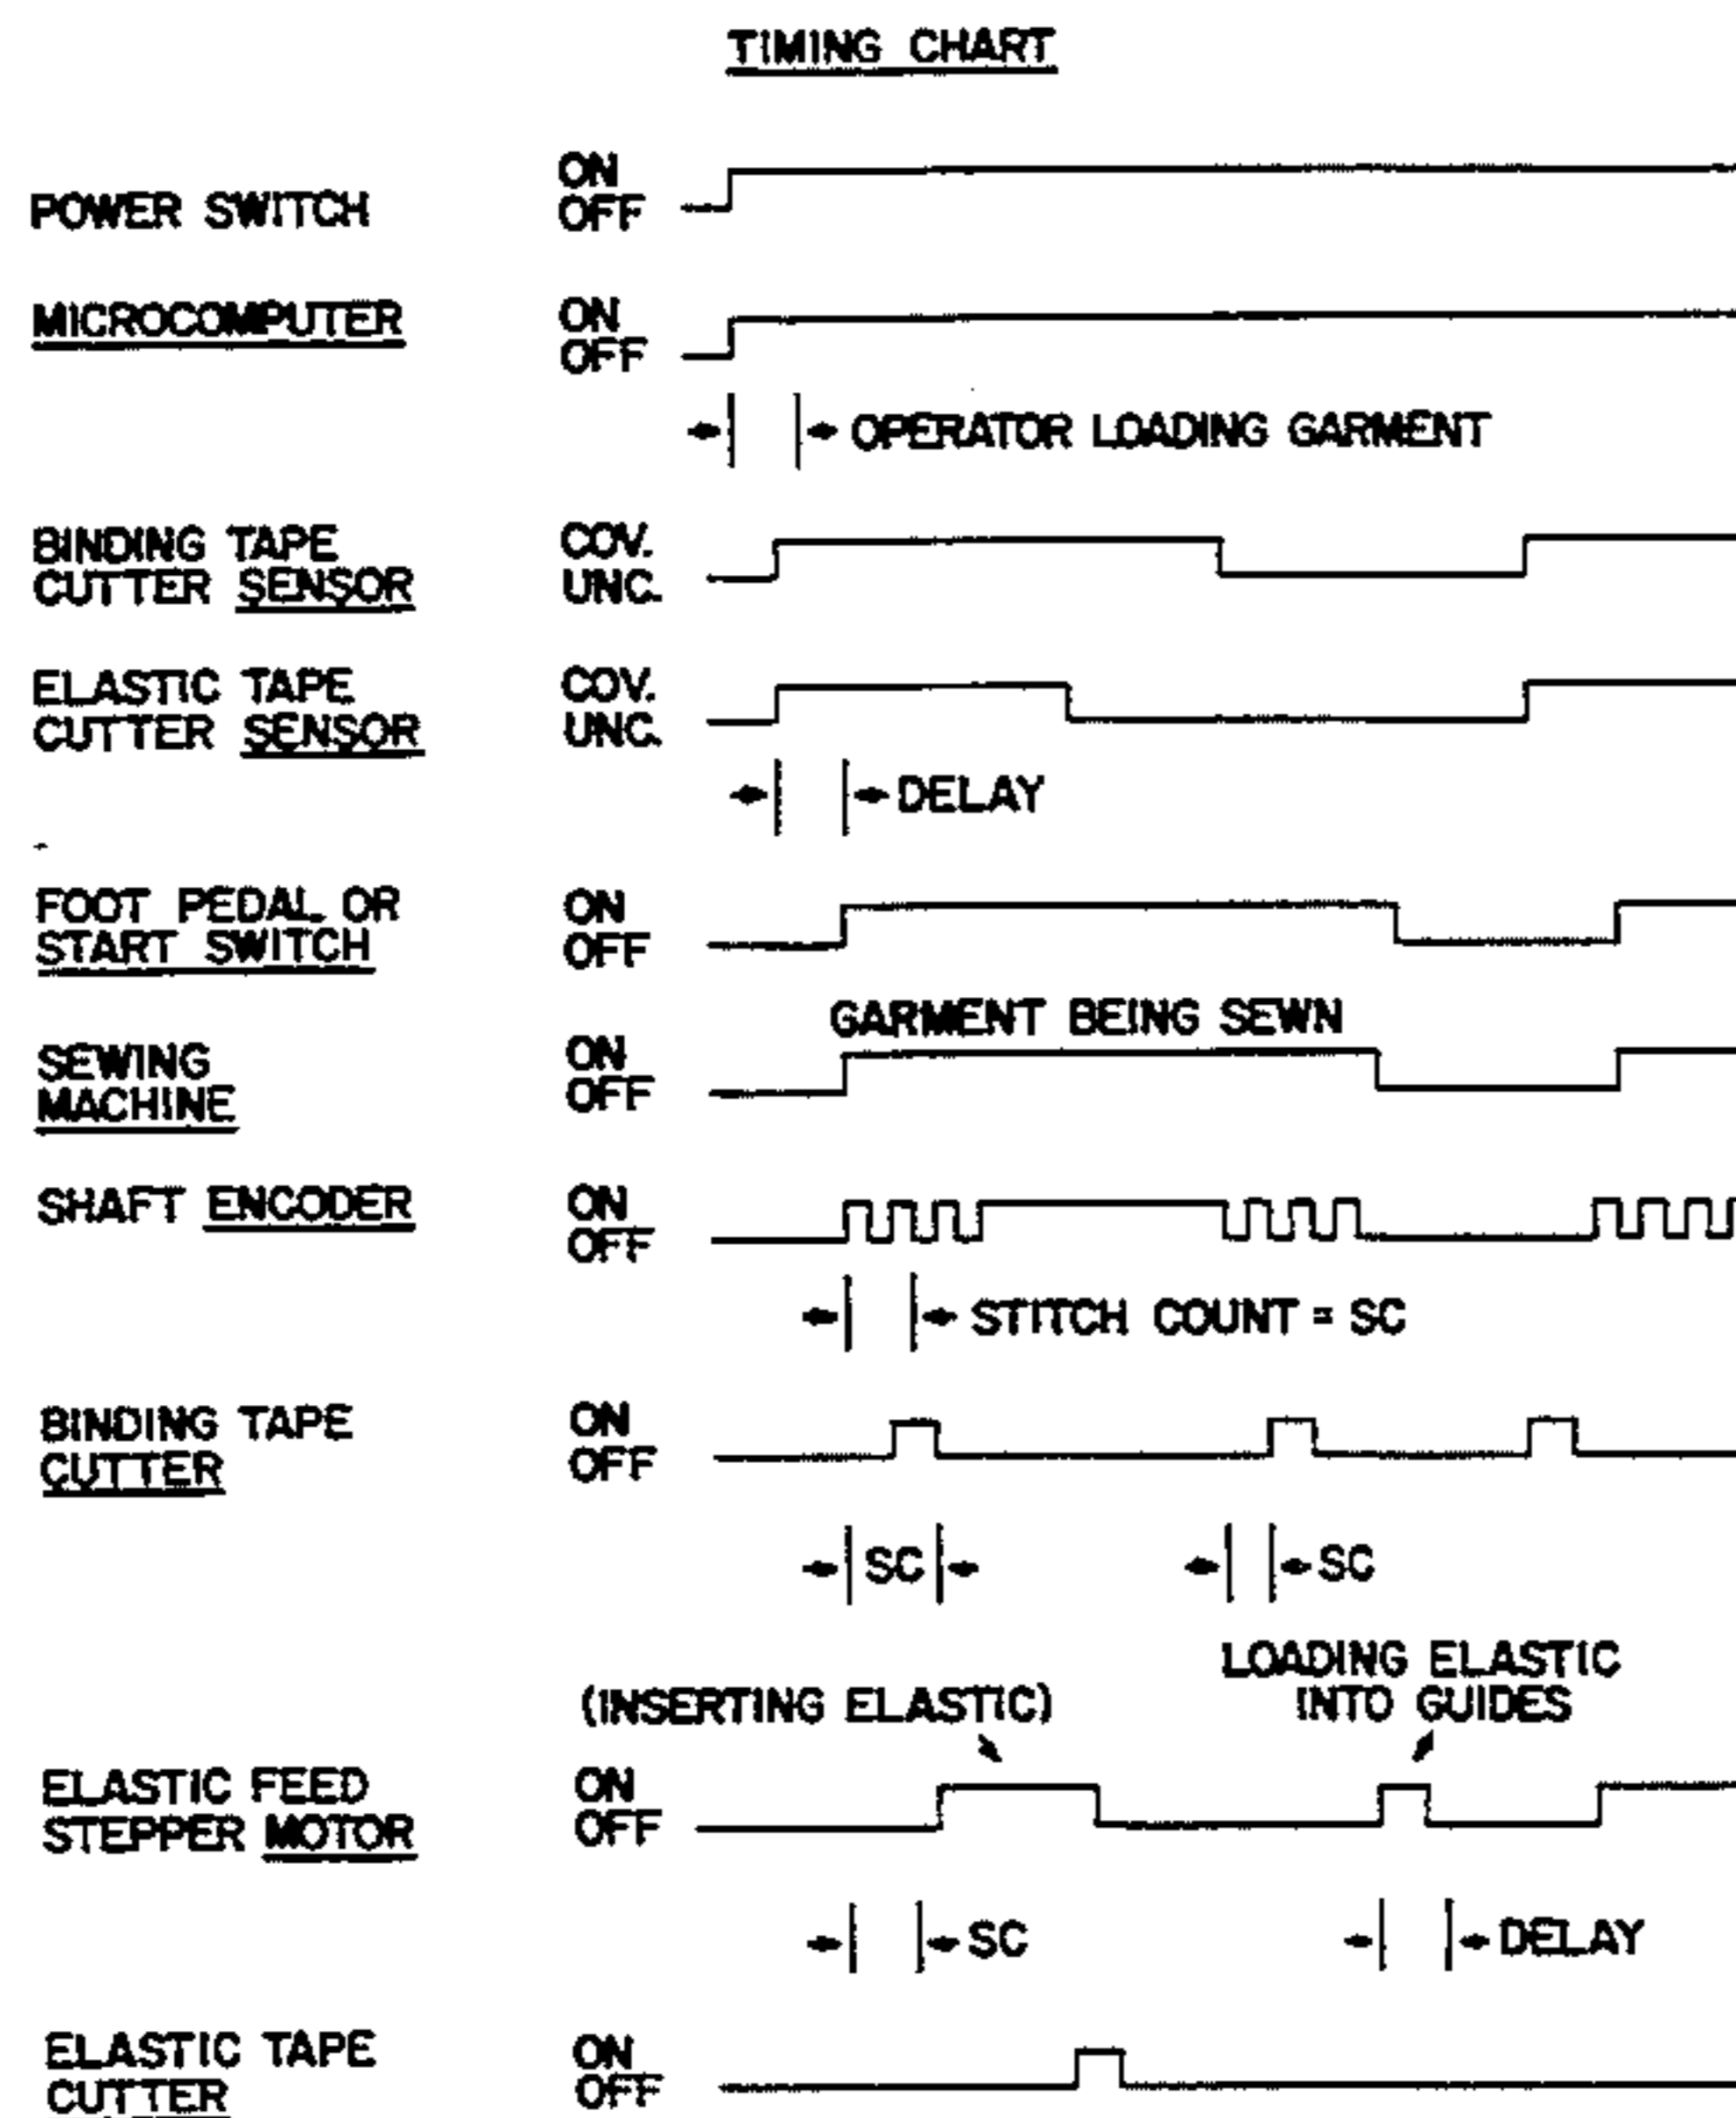 TIMING CHART
POWER SWITCH ON
OFF
MICROCOMPUTER ON
OFF
OPERATOR LOADING GARMENT
BINDING TAPE COV.
CUTTER SENSOR UNC.
ELASTIC TAPE COV.
CUTTER SENSOR UNC.
DELAY
FOOT PEDAL OR ON
START SWITCH OFF
GARMENT BEING SEWN
SEWING ON
MACHINE OFF
SHAFT ENCODER ON
OFF
STITCH COUNT = SC
BINDING TAPE ON
CUTTER OFF
SC SC
LOADING ELASTIC
(INSERTING ELASTIC) INTO GUIDES
ELASTIC FEED ON
STEPPER MOTOR OFF
SC DELAY
ELASTIC TAPE ON
CUTTER OFF